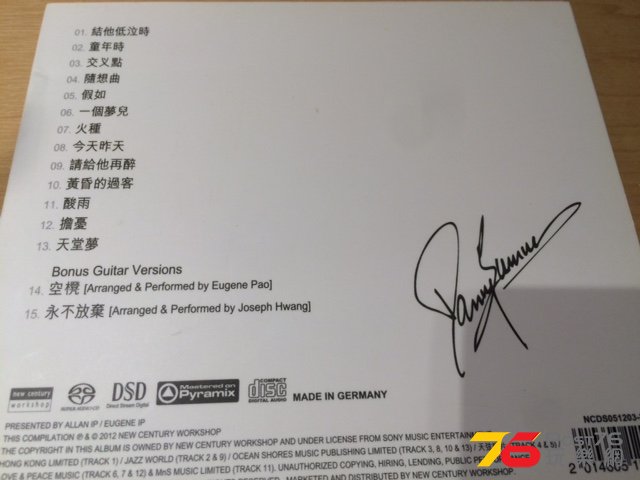 01. 結他低泣時
02. 童年時
03. 交叉點
04. 隨想曲
05. 假如
06. 一個夢兒
07. 火種
08. 今天昨天
09. 請給他再醉
10. 黃昏的過客
11. 酸雨
12. 擔憂
13. 天堂夢
Bonus Guitar Versions
14. 空櫈 [Arranged & Performed by Eugene Pao]
15. 永不放棄 [Arranged & Performed by Joseph Hwang]
new century workshop
SUPER AUDIO CD
DSD Direct Stream Digital
Mastered on Pyramix
COMPACT disc DIGITAL AUDIO
MADE IN GERMANY
NCDS051203-
PRESENTED BY ALLAN IP / EUGENE IP
THIS COMPILATION ℗ & © 2012 NEW CENTURY WORKSHOP
THE COPYRIGHT IN THIS ALBUM IS OWNED BY NEW CENTURY WORKSHOP AND UNDER LICENSE FROM SONY MUSIC
HONG KONG LIMITED (TRACK 1) / JAZZ WORLD (TRACK 2 & 9) / OCEAN SHORES MUSIC PUBLISHING LIMITED (TRACK 3, 8, 10 & 13) / (TRACK 4 & 5) /
LOVE & PEACE MUSIC (TRACK 6, 7 & 12) & MnS MUSIC LIMITED (TRACK 11). UNAUTHORIZED COPYING, HIRING, LENDING, PUBLIC
MARKETED AND DISTRIBUTED BY NEW CENTURY WORKSHOP